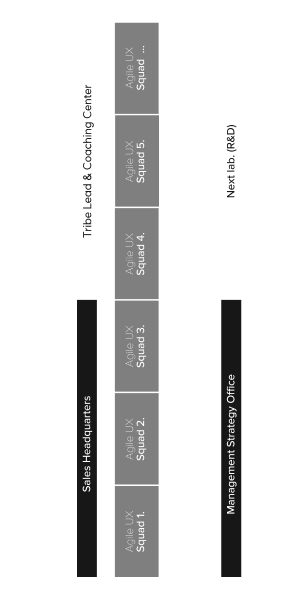 Sales Headquarters
Tribe Lead & Coaching Center
Agile UX
Squad 1.
Agile UX
Squad 2.
Agile UX
Squad 3.
Agile UX
Squad 4.
Agile UX
Squad 5.
Agile UX
Squad ...
Management Strategy Office
Next lab. (R&D)